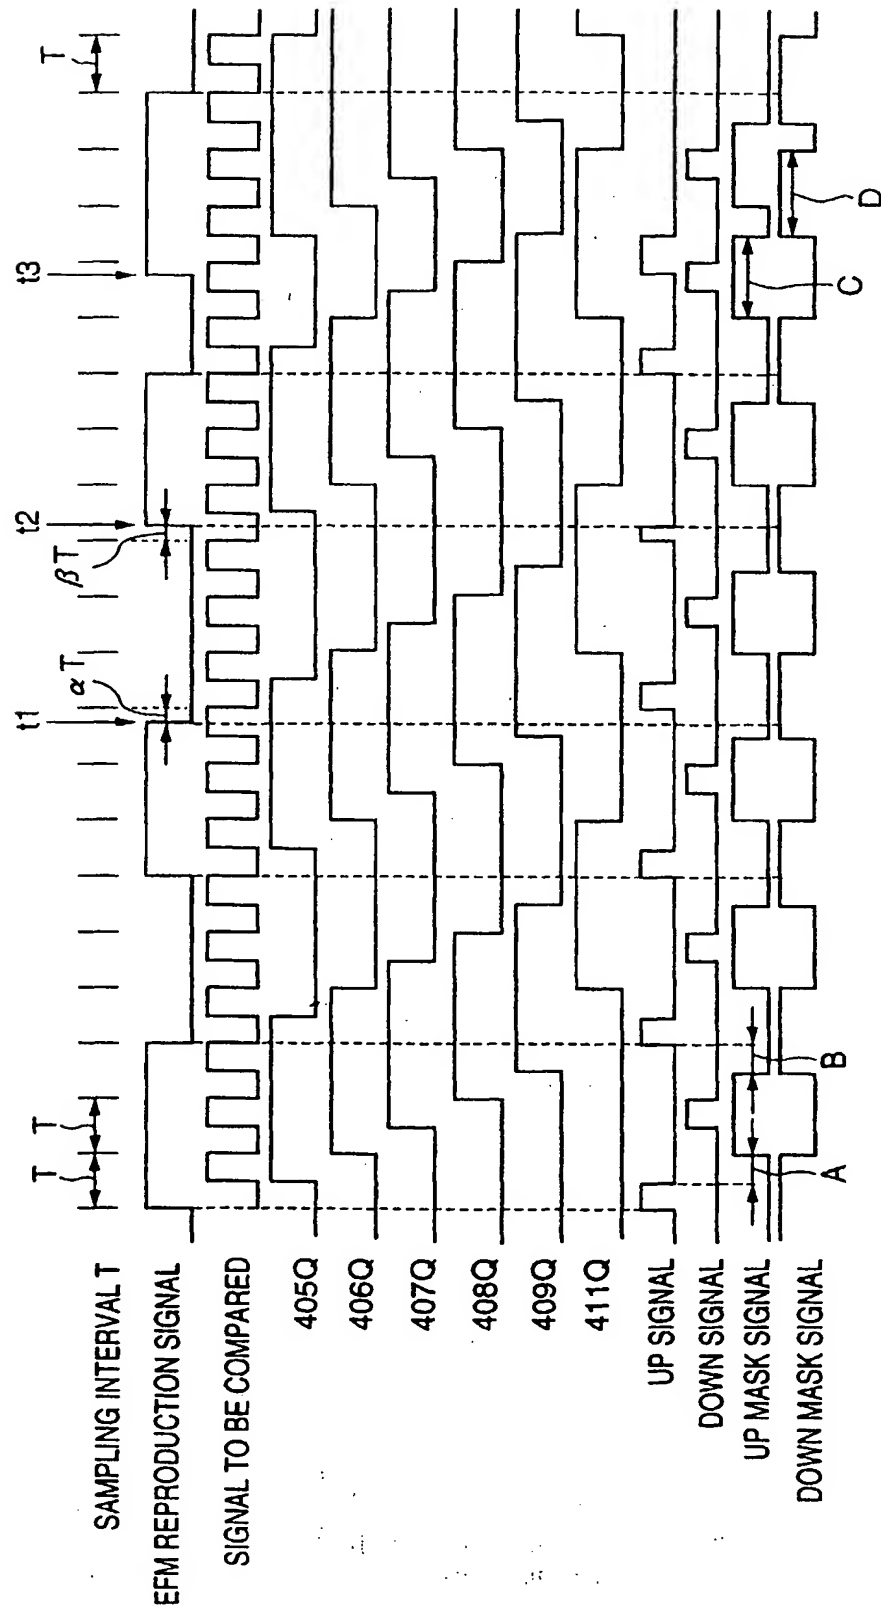 SAMPLING INTERVAL T
T
T
T
EFM REPRODUCTION SIGNAL
t1
t2
t3
αT
βT
SIGNAL TO BE COMPARED
405Q
406Q
407Q
408Q
409Q
411Q
UP SIGNAL
DOWN SIGNAL
UP MASK SIGNAL
DOWN MASK SIGNAL
A
B
C
D